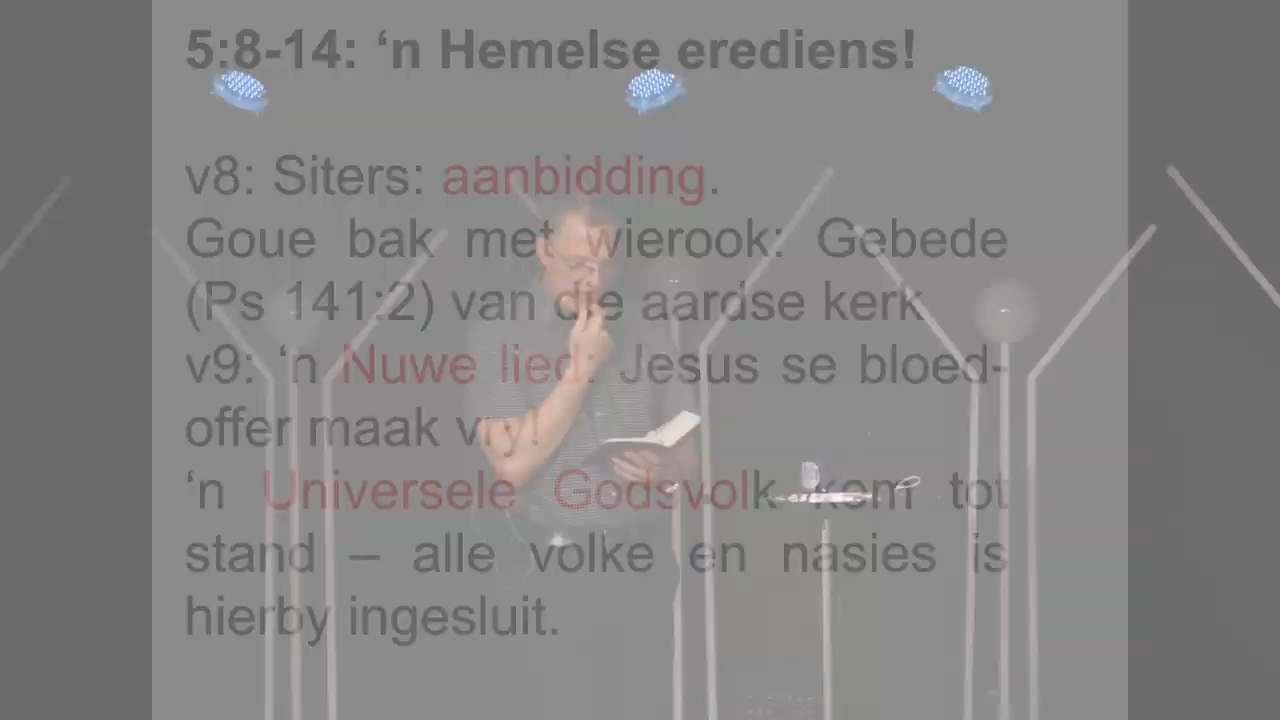 5:8-14: ‘n Hemelse erediens!
v8: Siters: aanbidding.
Goue bak met wierook: Gebede
(Ps 141:2) van die aardse kerk
v9: ‘n Nuwe lied: Jesus se bloed-
offer maak vry!
‘n Universele Godsvolk kom tot
stand – alle volke en nasies is
hierby ingesluit.